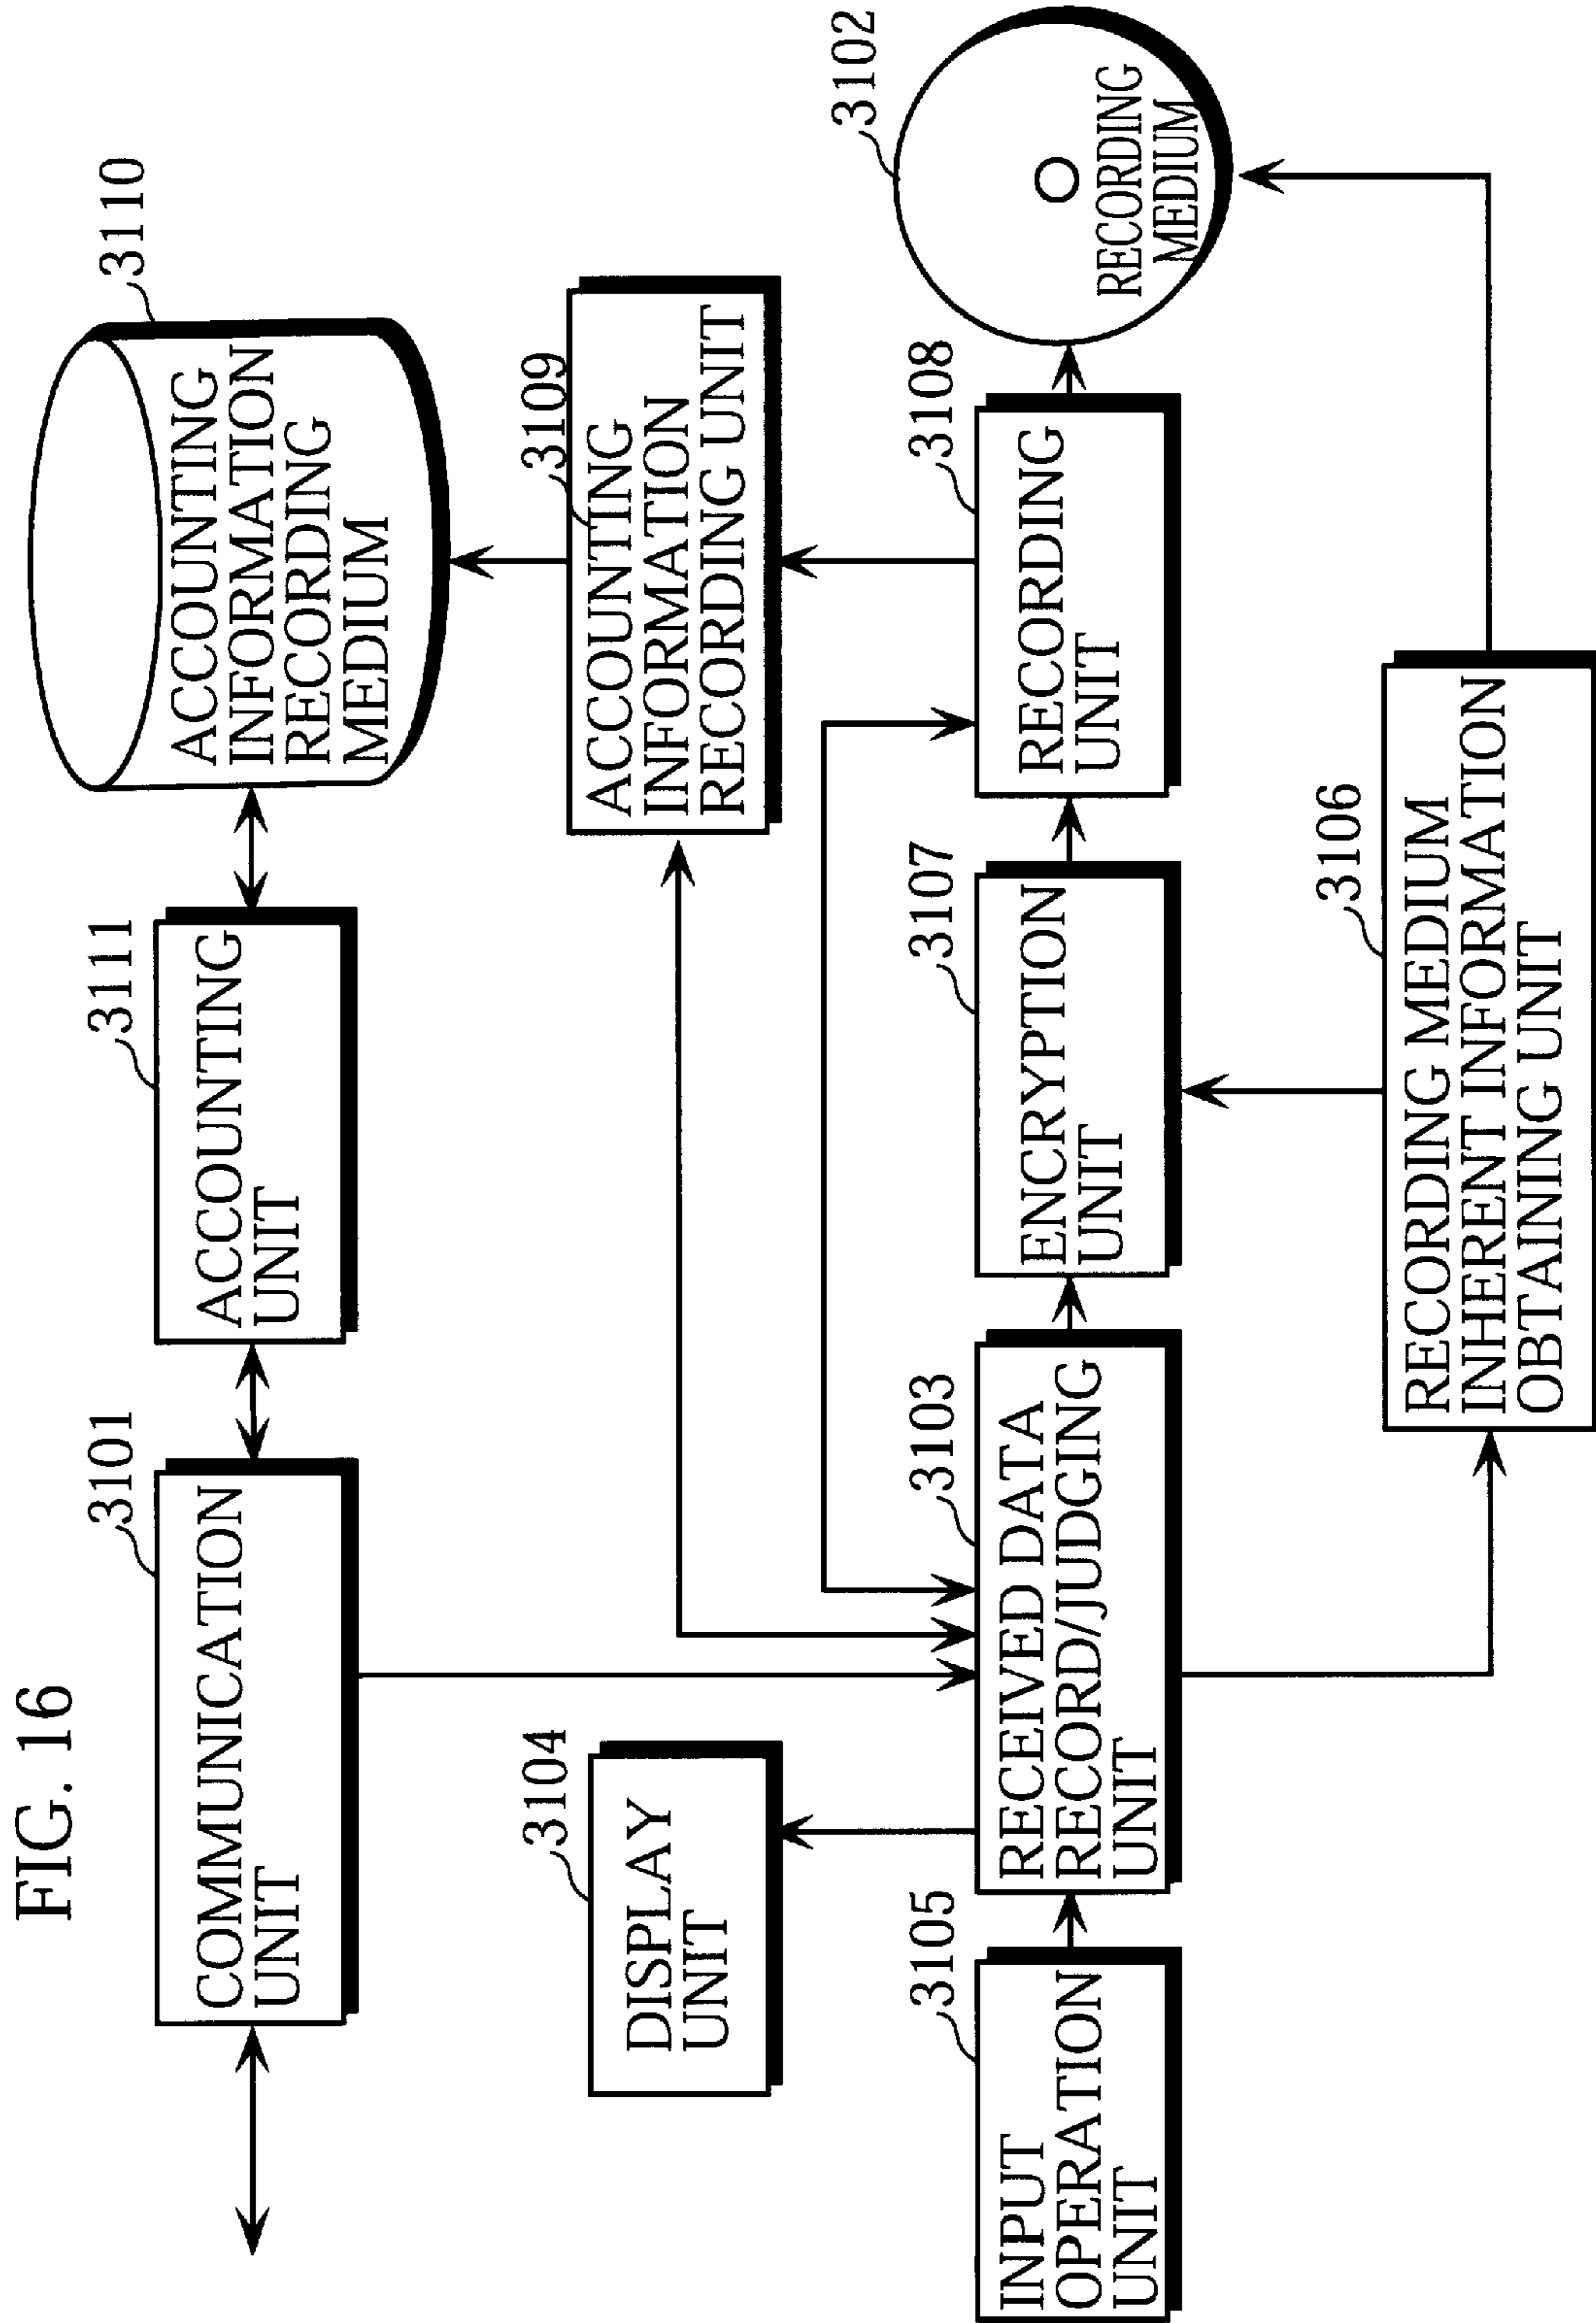 FIG. 16
3101
COMMUNICATION
UNIT
3111
ACCOUNTING
UNIT
3110
ACCOUNTING
INFORMATION
RECORDING
MEDIUM
3104
DISPLAY
UNIT
3109
ACCOUNTING
INFORMATION
RECORDING UNIT
3105
INPUT
OPERATION
UNIT
3103
RECEIVED DATA
RECORD/JUDGING
UNIT
3107
ENCRYPTION
UNIT
3108
RECORDING
UNIT
3102
RECORDING
MEDIUM
3106
RECORDING MEDIUM
INHERENT INFORMATION
OBTAINING UNIT